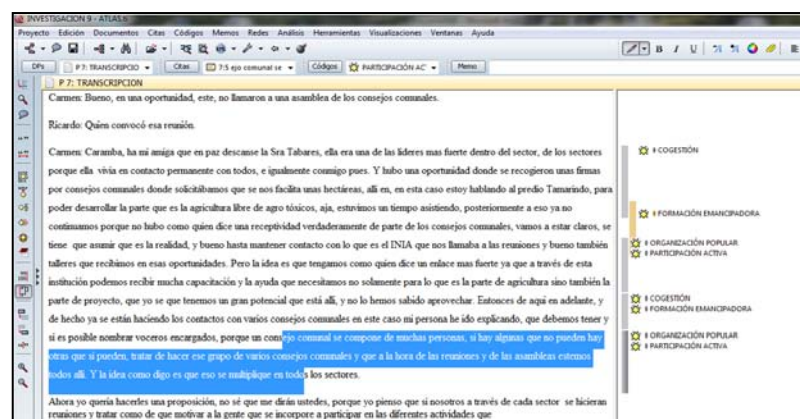 INVESTIGACION 9 - ATLAS.ti
Proyecto Edición Documentos Citas Códigos Memos Redes Análisis Herramientas Visualizaciones Ventanas Ayuda
DPs P 7: TRANSCRIPCIO Citas 7:5 ejo comunal se Códigos PARTICIPACIÓN AC Memo
P 7: TRANSCRIPCION
Carmen: Bueno, en una oportunidad, este, no llamaron a una asamblea de los consejos comunales.
Ricardo: Quien convocó esa reunión.
Carmen: Caramba, ha mi amiga que en paz descanse la Sra Tabares, ella era una de las lideres mas fuerte dentro del sector, de los sectores
porque ella vivía en contacto permanente con todos, e igualmente conmigo pues. Y hubo una oportunidad donde se recogieron unas firmas
por consejos comunales donde solicitábamos que se nos facilita unas hectáreas, allí en, en esta caso estoy hablando al predio Tamarindo, para
poder desarrollar la parte que es la agricultura libre de agro tóxicos, aja, estuvimos un tiempo asistiendo, posteriormente a eso ya no
continuamos porque no hubo como quien dice una receptividad verdaderamente de parte de los consejos comunales, vamos a estar claros, se
tiene que asumir que es la realidad, y bueno hasta mantener contacto con lo que es el INIA que nos llamaba a las reuniones y bueno también
talleres que recibimos en esas oportunidades. Pero la idea es que tengamos como quien dice un enlace mas fuerte ya que a través de esta
institución podemos recibir mucha capacitación y la ayuda que necesitamos no solamente para lo que es la parte de agricultura sino también la
parte de proyecto, que yo se que tenemos un gran potencial que está allí, y no lo hemos sabido aprovechar. Entonces de aquí en adelante, y
de hecho ya se están haciendo los contactos con varios consejos comunales en este caso mi persona he ido explicando, que debemos tener y
si es posible nombrar voceros encargados, porque un consejo comunal se compone de muchas personas, si hay algunas que no pueden hay
otras que si pueden, tratar de hacer ese grupo de varios consejos comunales y que a la hora de las reuniones y de las asambleas estemos
todos allí. Y la idea como digo es que eso se multiplique en todos los sectores.
Ahora yo quería hacerles una proposición, no sé que me dirán ustedes, porque yo pienso que si nosotros a través de cada sector se hicieran
reuniones y tratar como de que motivar a la gente que se incorpore a participar en las diferentes actividades que
COGESTIÓN
FORMACIÓN EMANCIPADORA
ORGANIZACIÓN POPULAR
PARTICIPACIÓN ACTIVA
COGESTIÓN
FORMACIÓN EMANCIPADORA
ORGANIZACIÓN POPULAR
PARTICIPACIÓN ACTIVA